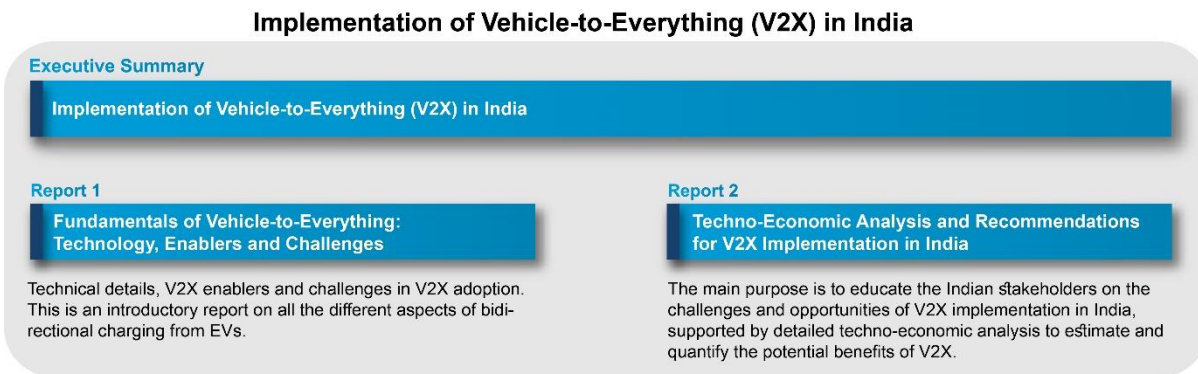 Implementation of Vehicle-to-Everything (V2X) in India
Executive Summary
Implementation of Vehicle-to-Everything (V2X) in India
Report 1
Fundamentals of Vehicle-to-Everything:
Technology, Enablers and Challenges
Technical details, V2X enablers and challenges in V2X adoption.
This is an introductory report on all the different aspects of bidi-
rectional charging from EVs.
Report 2
Techno-Economic Analysis and Recommendations
for V2X Implementation in India
The main purpose is to educate the Indian stakeholders on the
challenges and opportunities of V2X implementation in India,
supported by detailed techno-economic analysis to estimate and
quantify the potential benefits of V2X.